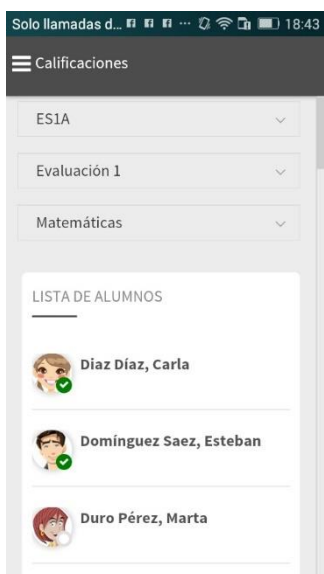 Solo llamadas d... ... 18:43
Calificaciones
ES1A
Evaluación 1
Matemáticas
LISTA DE ALUMNOS
Diaz Díaz, Carla
Domínguez Saez, Esteban
Duro Pérez, Marta